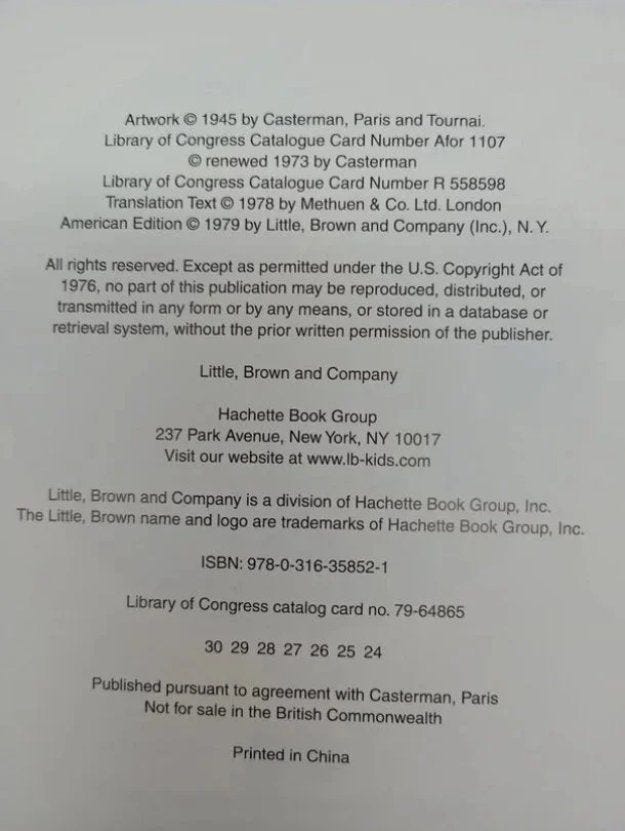 Artwork © 1945 by Casterman, Paris and Tournai.
Library of Congress Catalogue Card Number Afor 1107
© renewed 1973 by Casterman
Library of Congress Catalogue Card Number R 558598
Translation Text © 1978 by Methuen & Co. Ltd. London
American Edition © 1979 by Little, Brown and Company (Inc.), N.Y.
All rights reserved. Except as permitted under the U.S. Copyright Act of
1976, no part of this publication may be reproduced, distributed, or
transmitted in any form or by any means, or stored in a database or
retrieval system, without the prior written permission of the publisher.
Little, Brown and Company
Hachette Book Group
237 Park Avenue, New York, NY 10017
Visit our website at www.lb-kids.com
Little, Brown and Company is a division of Hachette Book Group, Inc.
The Little, Brown name and logo are trademarks of Hachette Book Group, Inc.
ISBN: 978-0-316-35852-1
Library of Congress catalog card no. 79-64865
30 29 28 27 26 25 24
Published pursuant to agreement with Casterman, Paris
Not for sale in the British Commonwealth
Printed in China